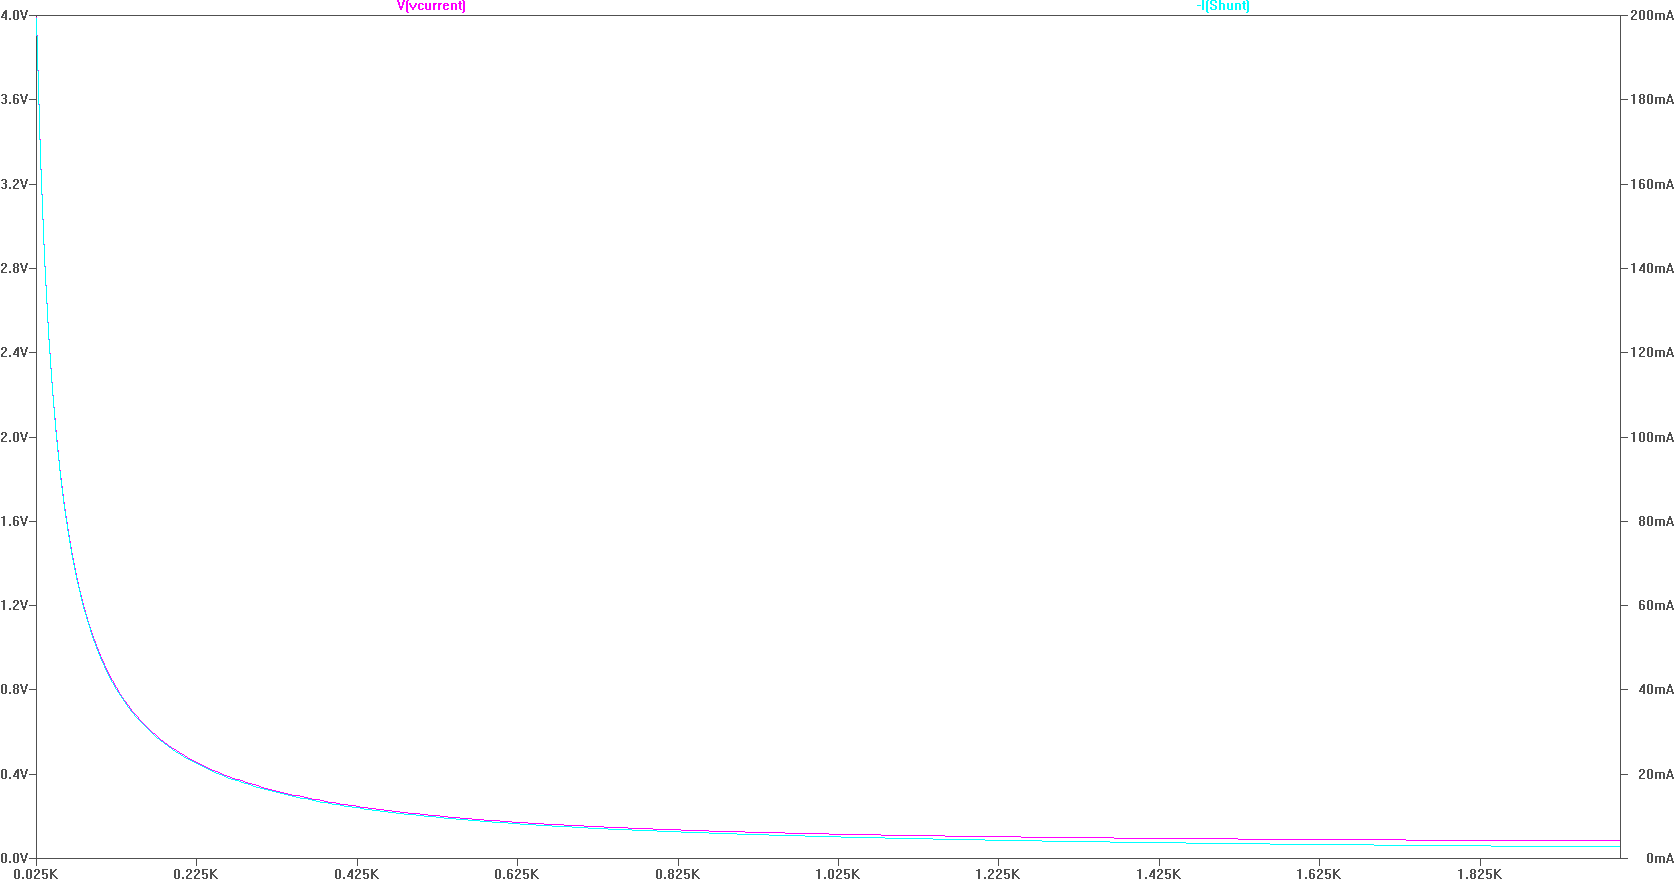 V(vcurrent) -I(Shunt)
4.0V 200mA
3.6V 180mA
3.2V 160mA
2.8V 140mA
2.4V 120mA
2.0V 100mA
1.6V 80mA
1.2V 60mA
0.8V 40mA
0.4V 20mA
0.0V 0mA
0.025K 0.225K 0.425K 0.625K 0.825K 1.025K 1.225K 1.425K 1.625K 1.825K